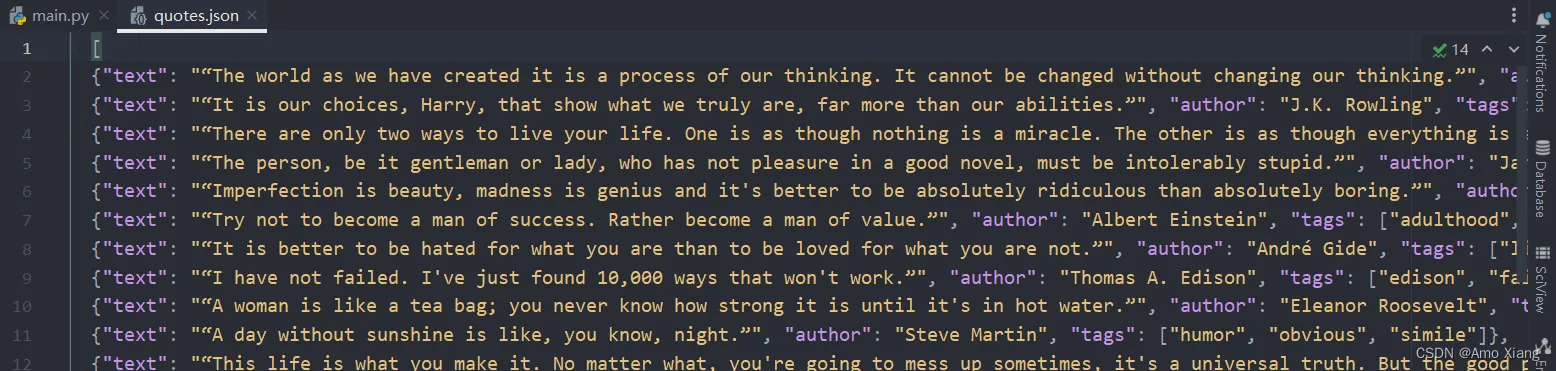 main.py
quotes.json
14
1 [
2 {"text": "“The world as we have created it is a process of our thinking. It cannot be changed without changing our thinking.”", "a
3 {"text": "“It is our choices, Harry, that show what we truly are, far more than our abilities.”", "author": "J.K. Rowling", "tags"
4 {"text": "“There are only two ways to live your life. One is as though nothing is a miracle. The other is as though everything is
5 {"text": "“The person, be it gentleman or lady, who has not pleasure in a good novel, must be intolerably stupid.”", "author": "Ja
6 {"text": "“Imperfection is beauty, madness is genius and it's better to be absolutely ridiculous than absolutely boring.”", "autho
7 {"text": "“Try not to become a man of success. Rather become a man of value.”", "author": "Albert Einstein", "tags": ["adulthood",
8 {"text": "“It is better to be hated for what you are than to be loved for what you are not.”", "author": "André Gide", "tags": ["l
9 {"text": "“I have not failed. I've just found 10,000 ways that won't work.”", "author": "Thomas A. Edison", "tags": ["edison", "fai
10 {"text": "“A woman is like a tea bag; you never know how strong it is until it's in hot water.”", "author": "Eleanor Roosevelt", "t
11 {"text": "“A day without sunshine is like, you know, night.”", "author": "Steve Martin", "tags": ["humor", "obvious", "simile"]},
12 {"text": "“This life is what you make it. No matter what, you're going to mess up sometimes, it's a universal truth. But the good p
Notifications
Database
SciView
CSDN @Amo Xiang